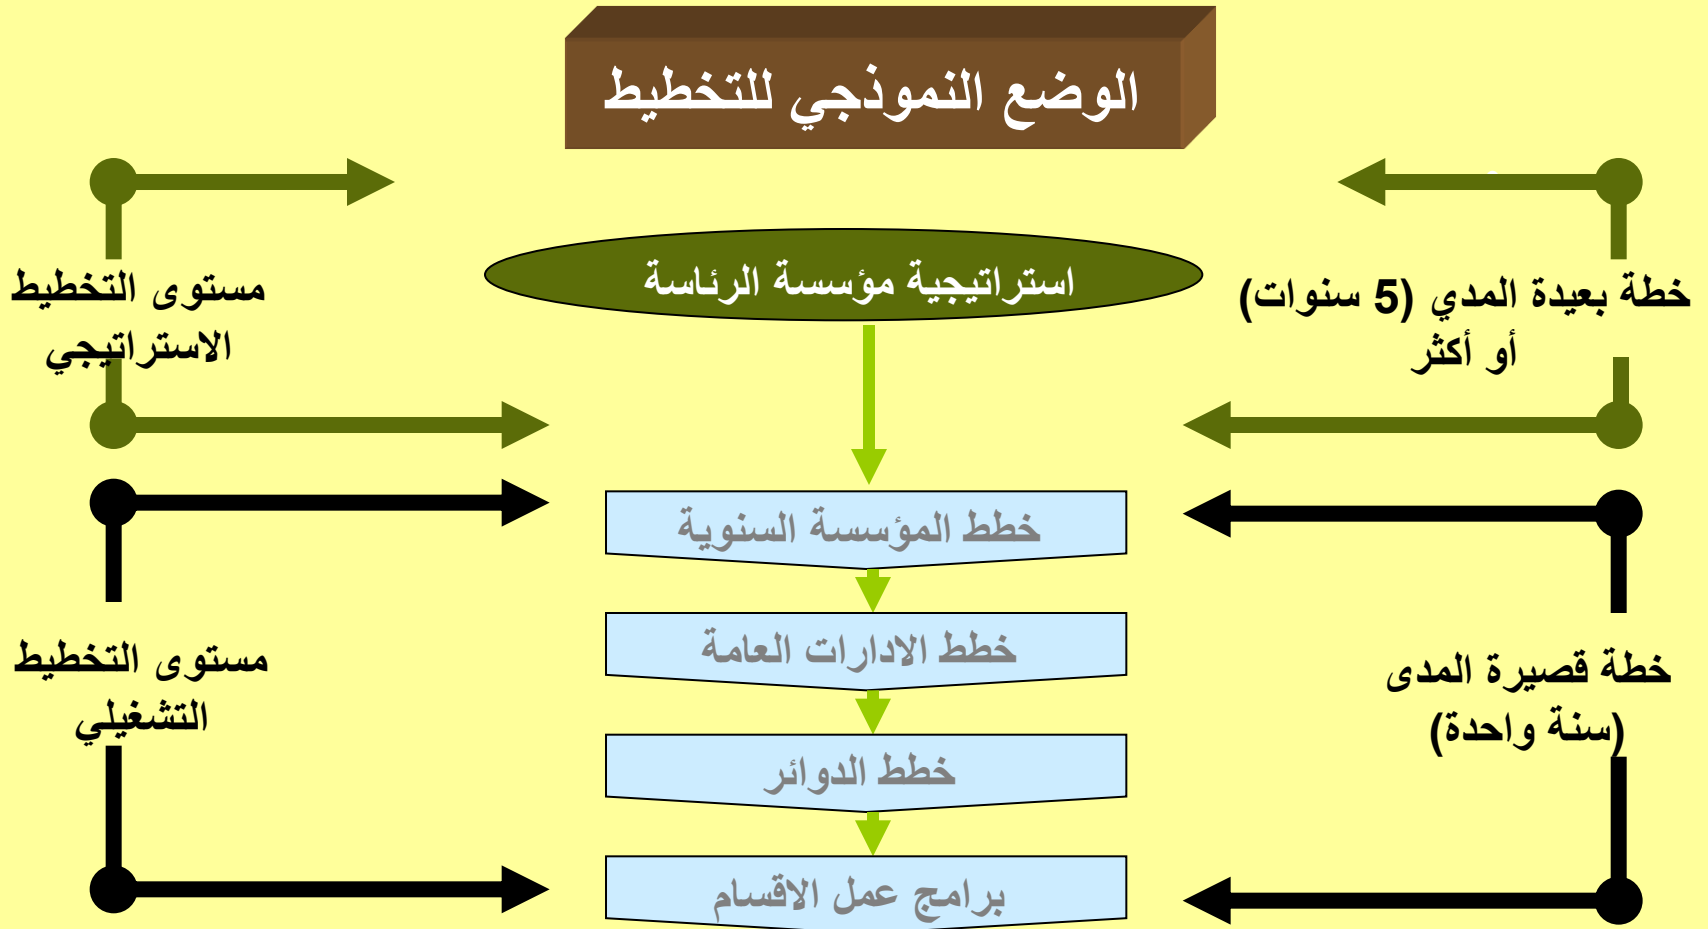 الوضع النموذجي للتخطيط
استراتيجية مؤسسة الرئاسة
خطة بعيدة المدي (5 سنوات)
أو أكثر
مستوى التخطيط
الاستراتيجي
خطط المؤسسة السنوية
خطط الادارات العامة
خطة قصيرة المدى
(سنة واحدة)
مستوى التخطيط
التشغيلي
خطط الدوائر
برامج عمل الاقسام